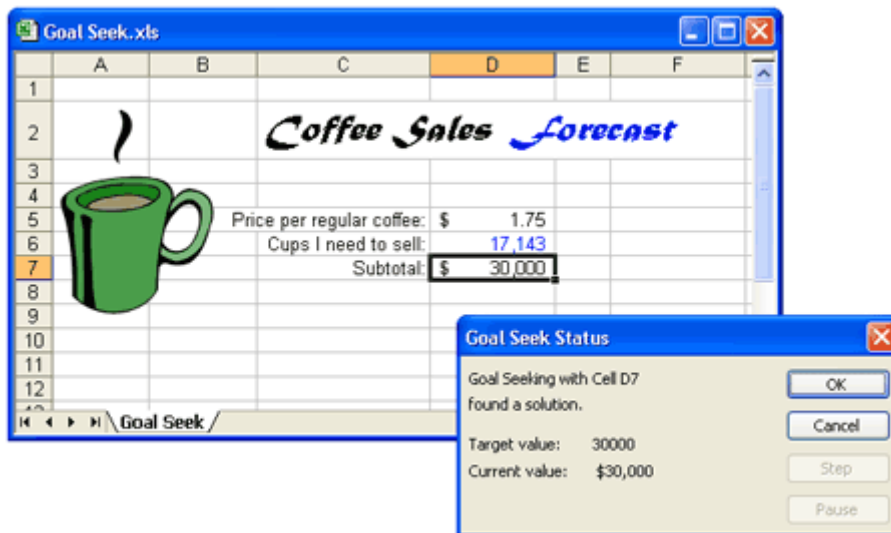 Goal Seek.xls
A B C D E F
1
2 Coffee Sales Forecast
3
4
5 Price per regular coffee: $ 1.75
6 Cups I need to sell: 17,143
7 Subtotal: $ 30,000
8
9
10
11
12
Goal Seek
Goal Seek Status
Goal Seeking with Cell D7
found a solution.
OK
Cancel
Target value: 30000
Current value: $30,000
Step
Pause